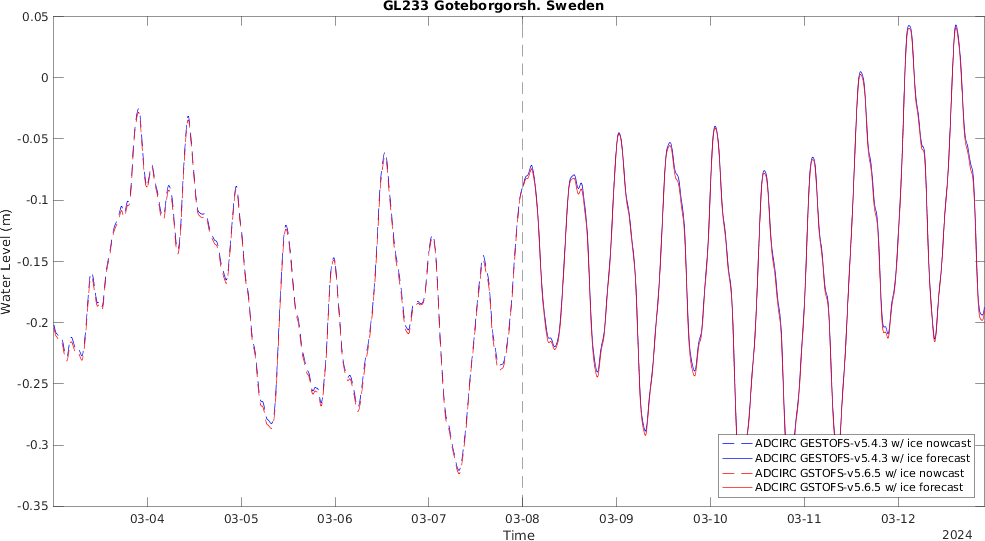 GL233 Goteborgorsh. Sweden
0.05
0
-0.05
-0.1
-0.15
-0.2
-0.25
-0.3
-0.35
Water Level (m)
ADCIRC GESTOFS-v5.4.3 w/ ice nowcast
ADCIRC GESTOFS-v5.4.3 w/ ice forecast
ADCIRC GSTOFS-v5.6.5 w/ ice nowcast
ADCIRC GSTOFS-v5.6.5 w/ ice forecast
03-04 03-05 03-06 03-07 03-08 03-09 03-10 03-11 03-12
Time
2024